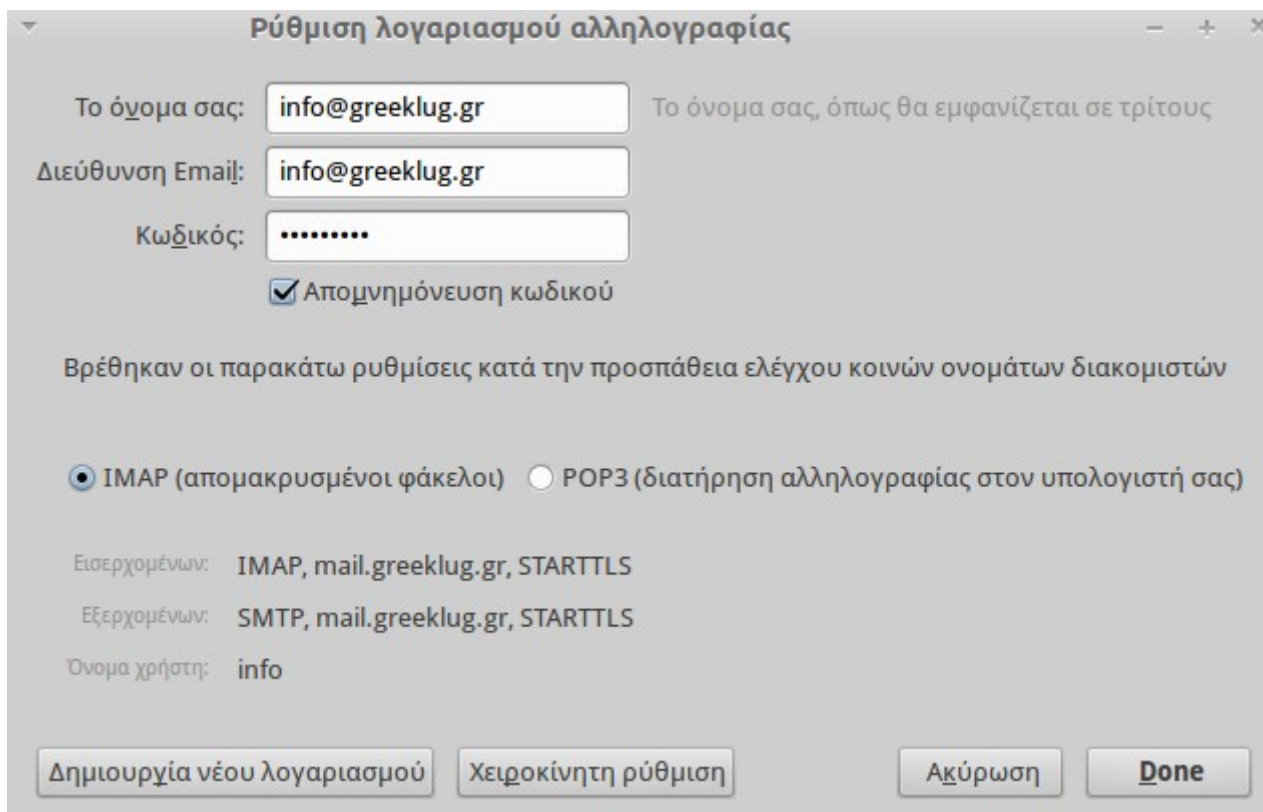 Ρύθμιση λογαριασμού αλληλογραφίας
Το όνομα σας: info@greeklug.gr Το όνομα σας, όπως θα εμφανίζεται σε τρίτους
Διεύθυνση Email: info@greeklug.gr
Κωδικός: •••••••••
Απομνημόνευση κωδικού
Βρέθηκαν οι παρακάτω ρυθμίσεις κατά την προσπάθεια ελέγχου κοινών ονομάτων διακομιστών
IMAP (απομακρυσμένοι φάκελοι) POP3 (διατήρηση αλληλογραφίας στον υπολογιστή σας)
Εισερχομένων: IMAP, mail.greeklug.gr, STARTTLS
Εξερχομένων: SMTP, mail.greeklug.gr, STARTTLS
Όνομα χρήστη: info
Δημιουργία νέου λογαριασμού Χειροκίνητη ρύθμιση Ακύρωση Done